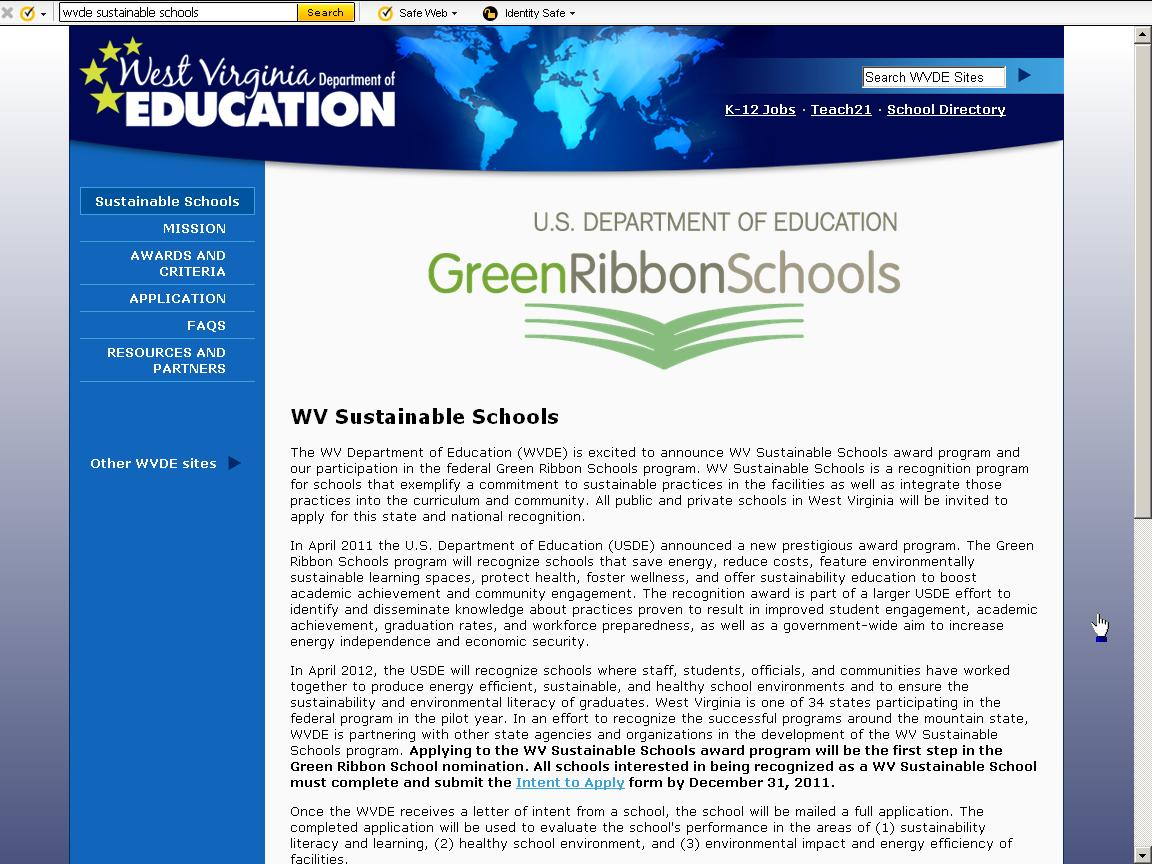 wvde sustainable schools Search Safe Web Identity Safe
West Virginia Department of
EDUCATION
Search WVDE Sites
K-12 Jobs · Teach21 · School Directory
Sustainable Schools
MISSION
AWARDS AND
CRITERIA
APPLICATION
FAQS
RESOURCES AND
PARTNERS
Other WVDE sites
U.S. DEPARTMENT OF EDUCATION
GreenRibbonSchools
WV Sustainable Schools
The WV Department of Education (WVDE) is excited to announce WV Sustainable Schools award program and
our participation in the federal Green Ribbon Schools program. WV Sustainable Schools is a recognition program
for schools that exemplify a commitment to sustainable practices in the facilities as well as integrate those
practices into the curriculum and community. All public and private schools in West Virginia will be invited to
apply for this state and national recognition.
In April 2011 the U.S. Department of Education (USDE) announced a new prestigious award program. The Green
Ribbon Schools program will recognize schools that save energy, reduce costs, feature environmentally
sustainable learning spaces, protect health, foster wellness, and offer sustainability education to boost
academic achievement and community engagement. The recognition award is part of a larger USDE effort to
identify and disseminate knowledge about practices proven to result in improved student engagement, academic
achievement, graduation rates, and workforce preparedness, as well as a government-wide aim to increase
energy independence and economic security.
In April 2012, the USDE will recognize schools where staff, students, officials, and communities have worked
together to produce energy efficient, sustainable, and healthy school environments and to ensure the
sustainability and environmental literacy of graduates. West Virginia is one of 34 states participating in the
federal program in the pilot year. In an effort to recognize the successful programs around the mountain state,
WVDE is partnering with other state agencies and organizations in the development of the WV Sustainable
Schools program. Applying to the WV Sustainable Schools award program will be the first step in the
Green Ribbon School nomination. All schools interested in being recognized as a WV Sustainable School
must complete and submit the Intent to Apply form by December 31, 2011.
Once the WVDE receives a letter of intent from a school, the school will be mailed a full application. The
completed application will be used to evaluate the school's performance in the areas of (1) sustainability
literacy and learning, (2) healthy school environment, and (3) environmental impact and energy efficiency of
facilities.